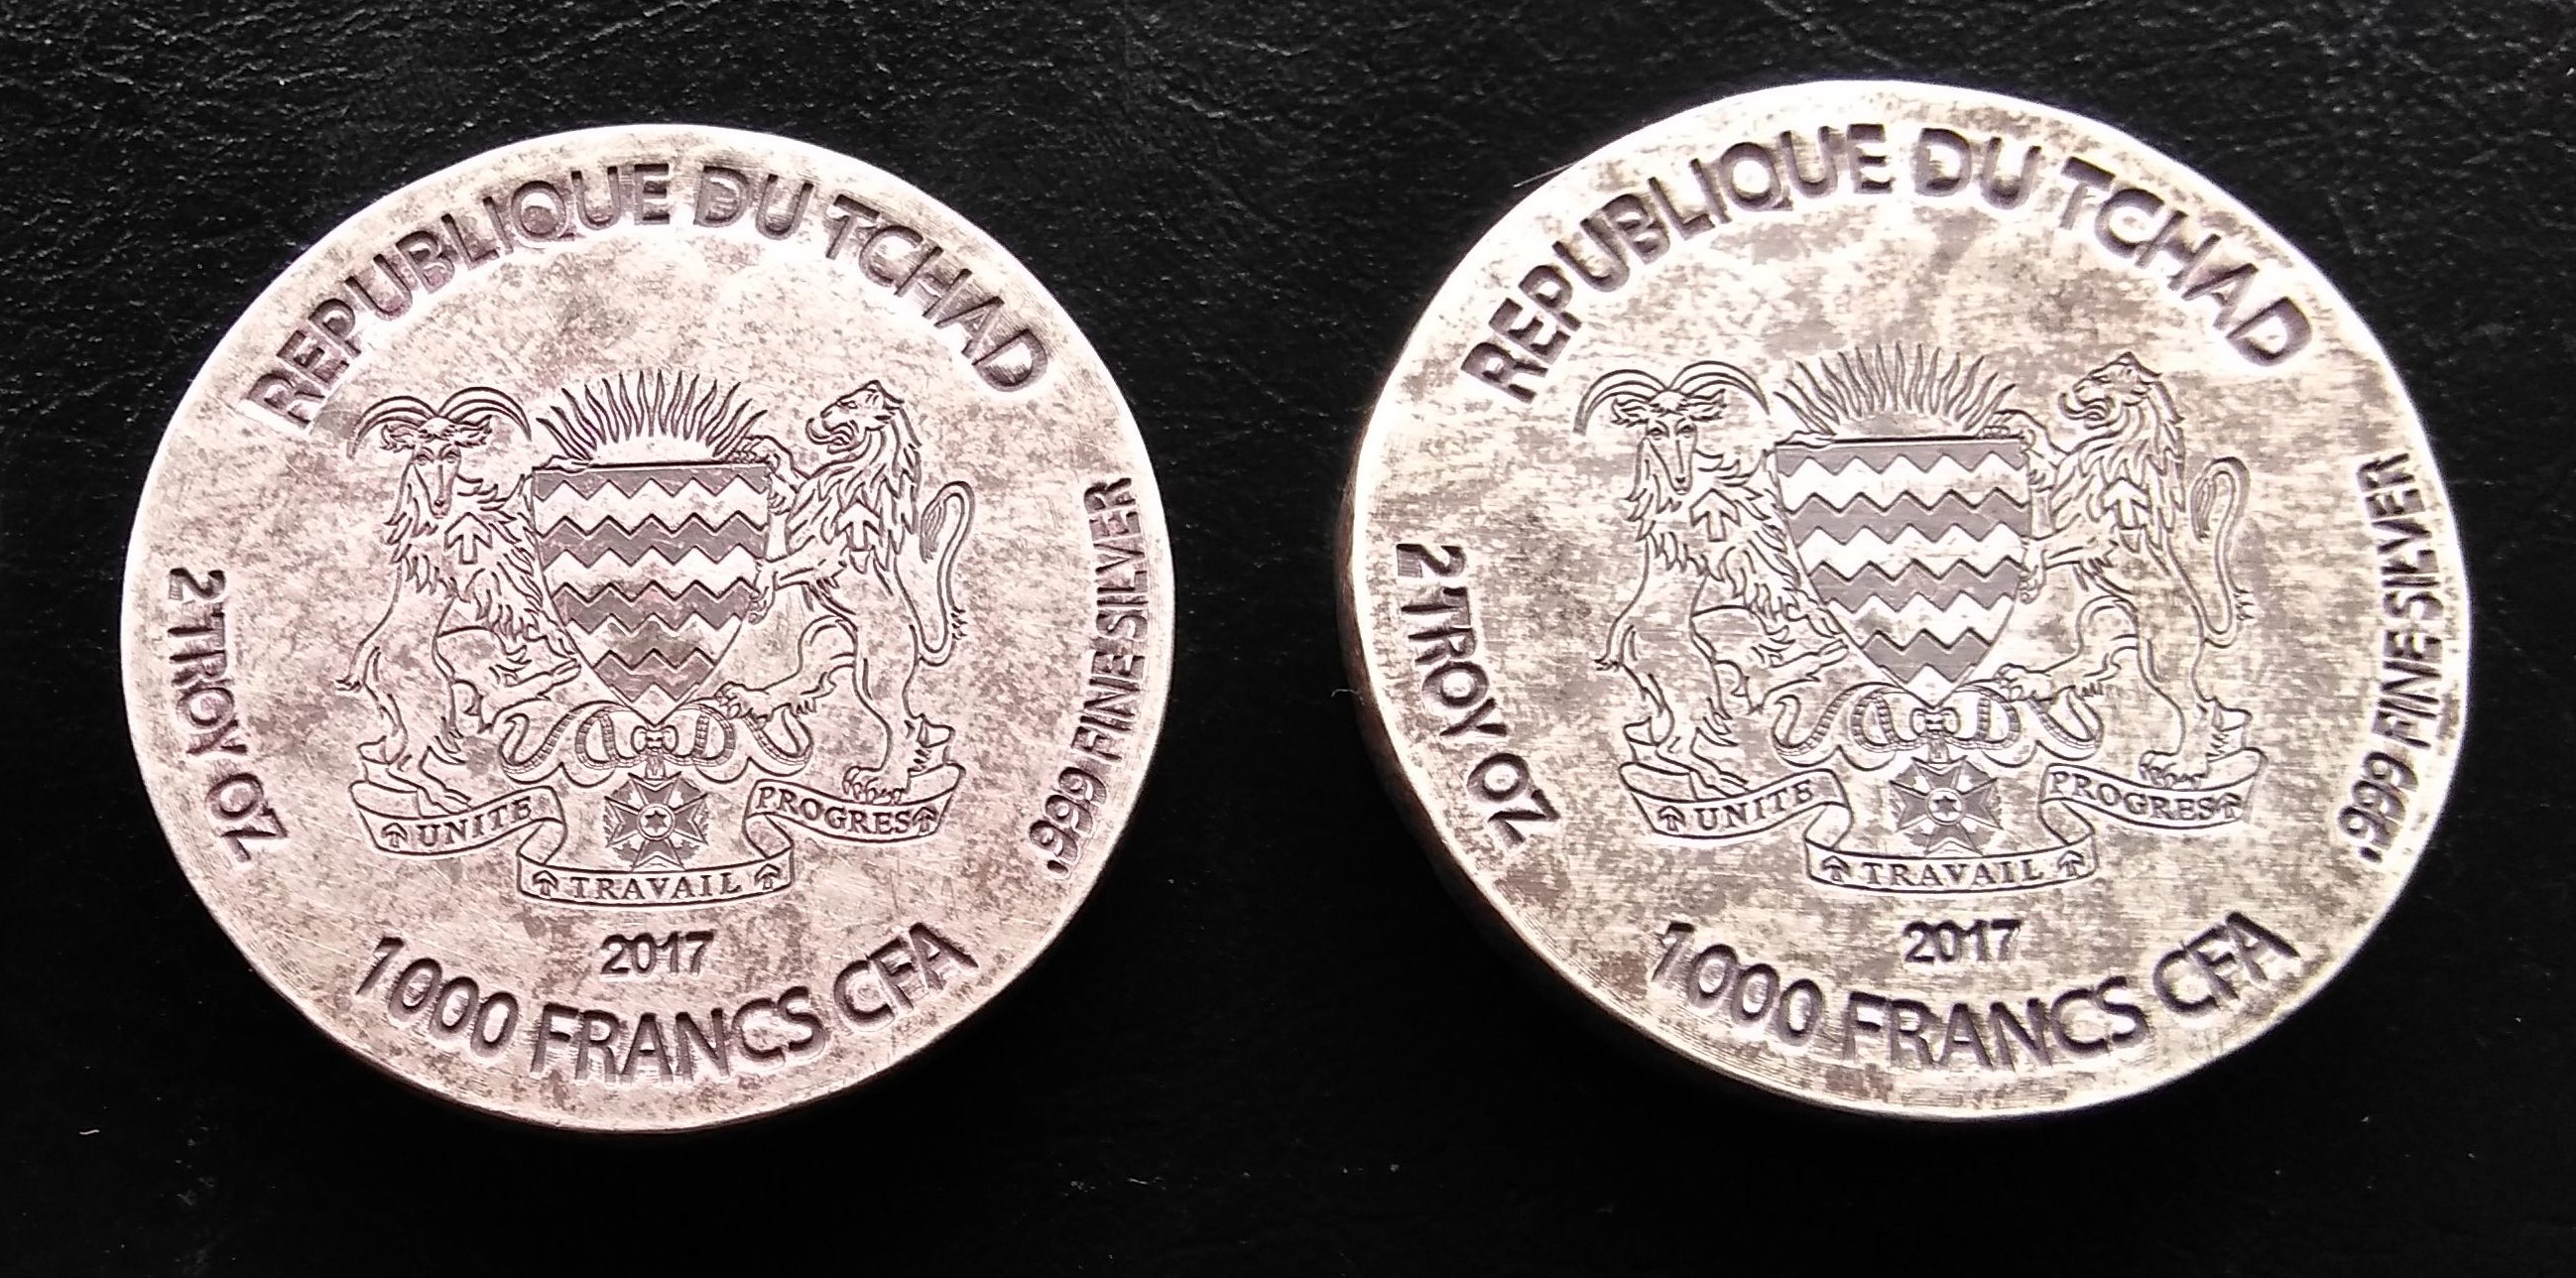 REPUBLIQUE DU TCHAD
2 TROY OZ
.999 FINE SILVER
UNITE
TRAVAIL
PROGRES
2017
1000 FRANCS CFA
REPUBLIQUE DU TCHAD
2 TROY OZ
.999 FINE SILVER
UNITE
TRAVAIL
PROGRES
2017
1000 FRANCS CFA